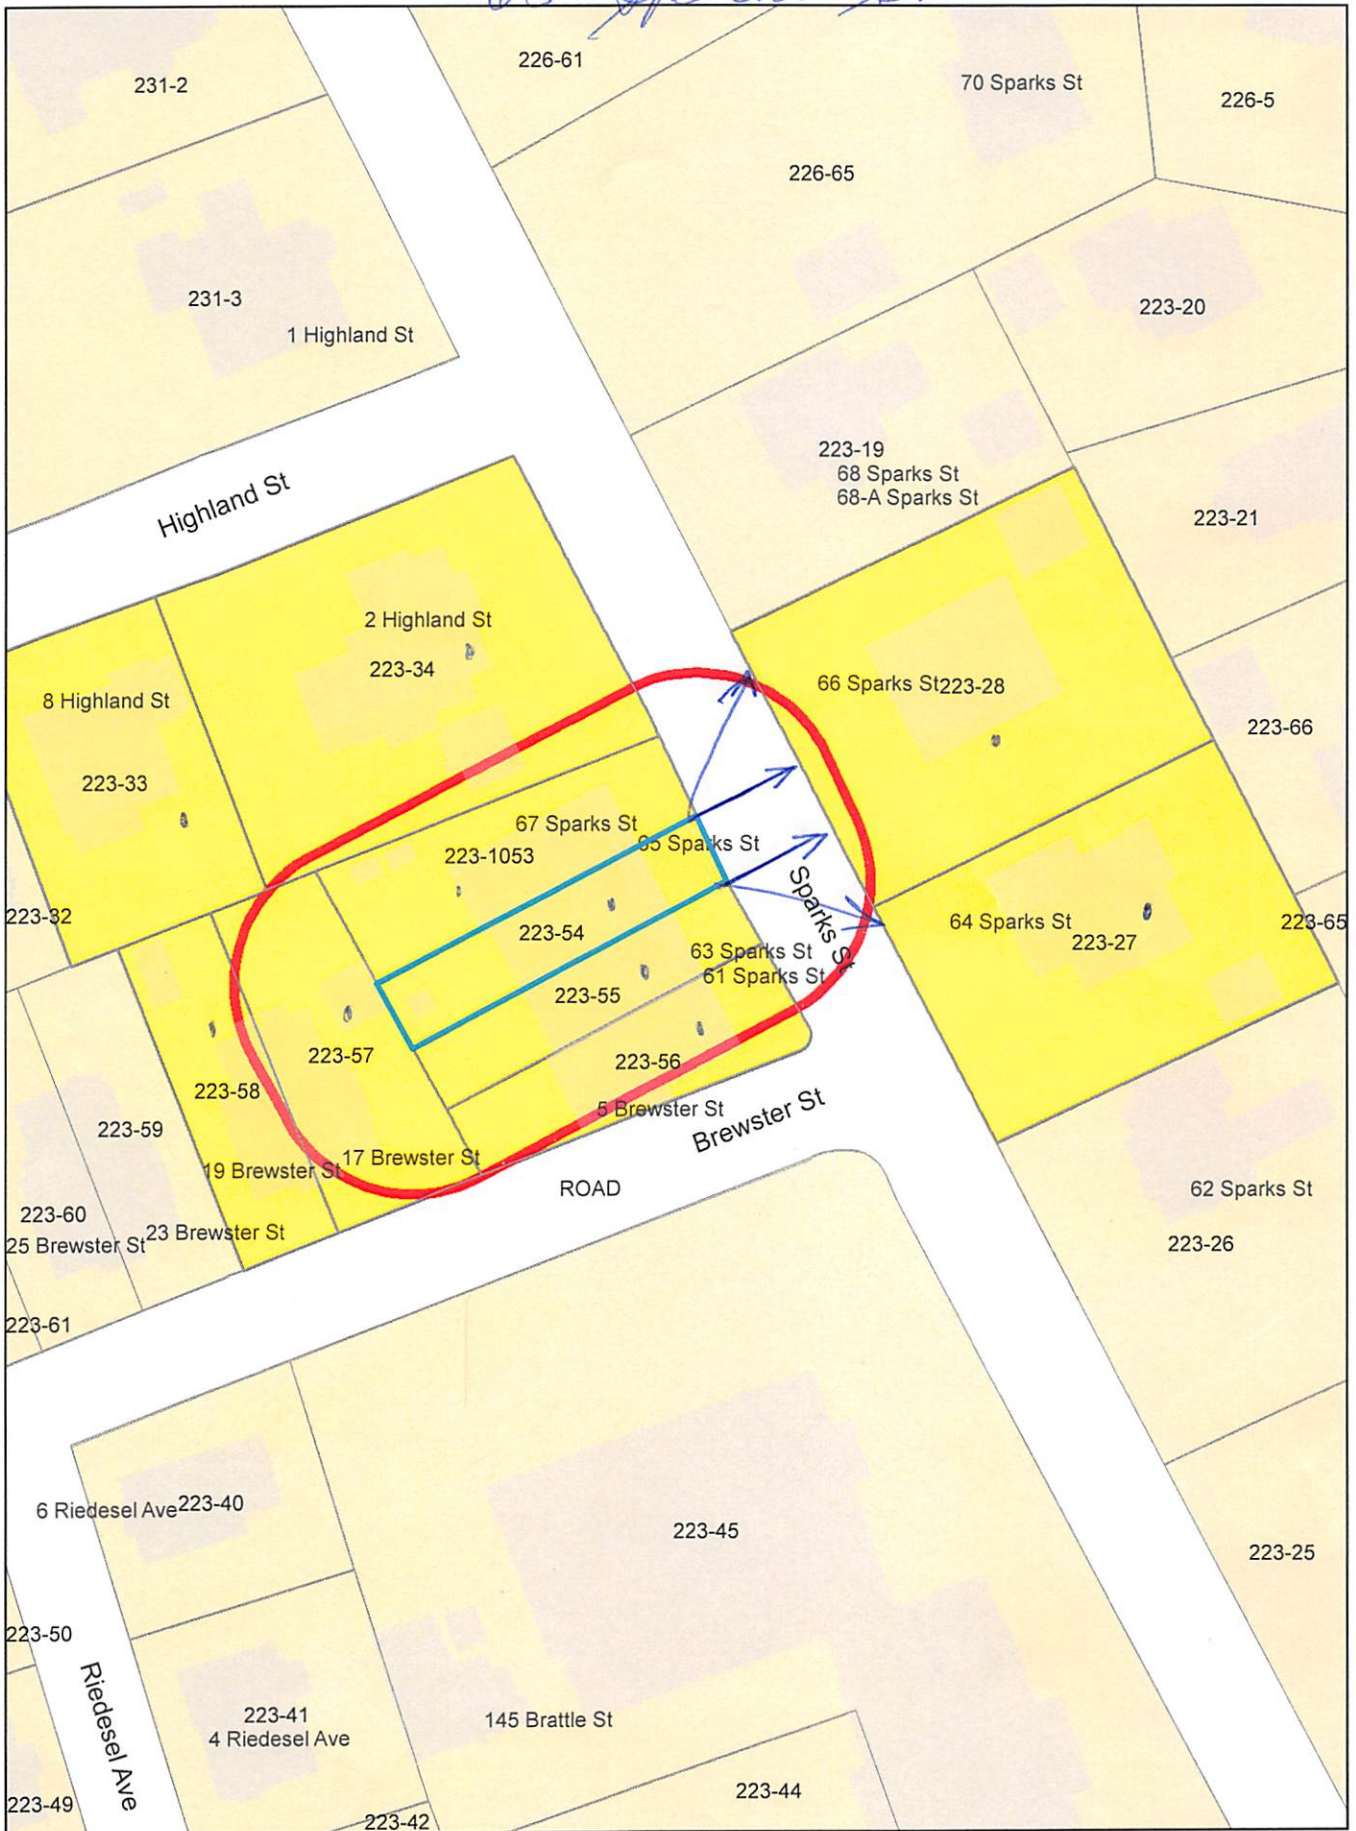 65 Sparks St.
226-61
231-2
70 Sparks St
226-5
226-65
231-3
1 Highland St
223-20
223-19
68 Sparks St
68-A Sparks St
Highland St
223-21
2 Highland St
223-34
8 Highland St
66 Sparks St 223-28
223-33
223-66
67 Sparks St
65 Sparks St
223-1053
Sparks St
223-32
223-54
64 Sparks St
223-27
223-65
63 Sparks St
61 Sparks St
223-55
223-57
223-56
223-58
5 Brewster St
Brewster St
223-59
19 Brewster St
17 Brewster St
ROAD
62 Sparks St
223-60
23 Brewster St
25 Brewster St
223-26
223-61
6 Riedesel Ave 223-40
223-45
223-25
223-50
Riedesel Ave
223-41
4 Riedesel Ave
145 Brattle St
223-44
223-49
223-42